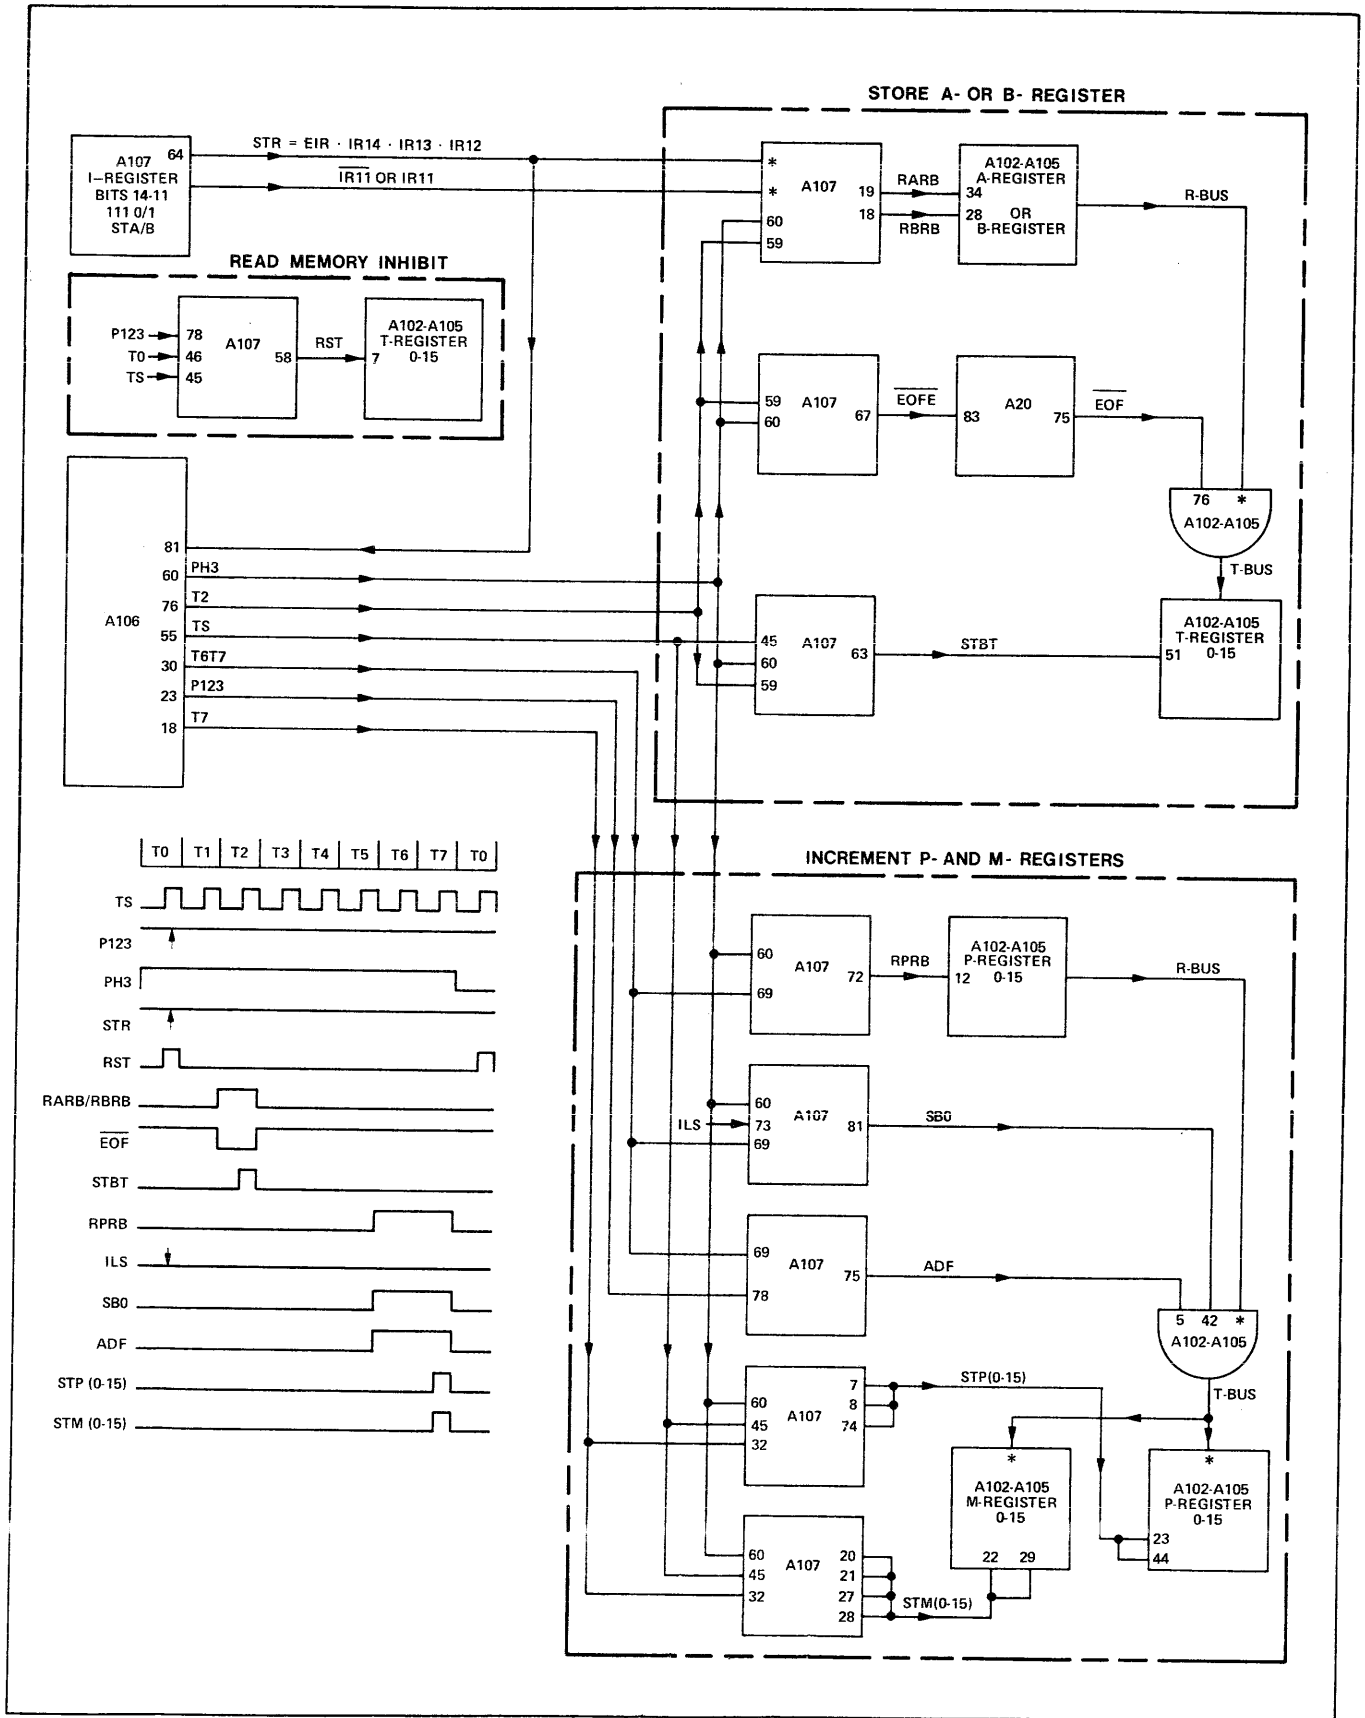 STORE A- OR B- REGISTER
64
A107
I-REGISTER
BITS 14-11
111 0/1
STA/B
STR = EIR · IR14 · IR13 · IR12
IR11 OR IR11
*
*
60
59
A107
19
18
RARB
RBRB
A102-A105
A-REGISTER
34
28
OR
B-REGISTER
R-BUS
READ MEMORY INHIBIT
P123
T0
TS
78
46
45
A107
58
RST
A102-A105
T-REGISTER
7
0-15
59
60
A107
67
EOFE
83
A20
75
EOF
76 *
A102-A105
T-BUS
A106
81
60
76
55
30
23
18
PH3
T2
TS
T6T7
P123
T7
45
60
59
A107
63
STBT
A102-A105
T-REGISTER
51
0-15
T0 T1 T2 T3 T4 T5 T6 T7 T0
TS
P123
PH3
STR
RST
RARB/RBRB
EOF
STBT
RPRB
ILS
SB0
ADF
STP (0-15)
STM (0-15)
INCREMENT P- AND M- REGISTERS
60
69
A107
72
RPRB
A102-A105
P-REGISTER
12
0-15
R-BUS
ILS
60
73
69
A107
81
SB0
69
78
A107
75
ADF
5 42 *
A102-A105
T-BUS
60
45
32
A107
7
8
74
STP(0-15)
*
A102-A105
M-REGISTER
0-15
22 29
*
A102-A105
P-REGISTER
0-15
23
44
60
45
32
A107
20
21
27
28
STM(0-15)